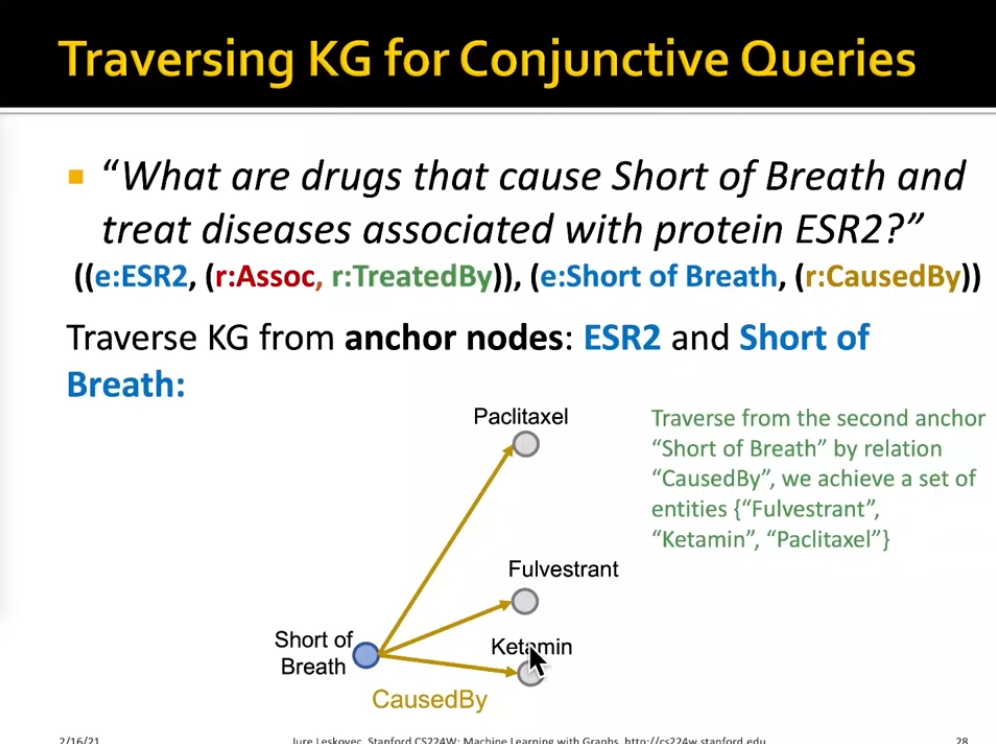 Traversing KG for Conjunctive Queries
“What are drugs that cause Short of Breath and
treat diseases associated with protein ESR2?”
((e:ESR2, (r:Assoc, r:TreatedBy)), (e:Short of Breath, (r:CausedBy))
Traverse KG from anchor nodes: ESR2 and Short of
Breath:
Paclitaxel
Traverse from the second anchor
“Short of Breath” by relation
“CausedBy”, we achieve a set of
entities {“Fulvestrant”,
“Ketamin”, “Paclitaxel”}
Fulvestrant
Short of
Breath
Ketamin
CausedBy
2/16/21
Jure Leskovec, Stanford CS224W: Machine Learning with Graphs, http://cs224w.stanford.edu
28